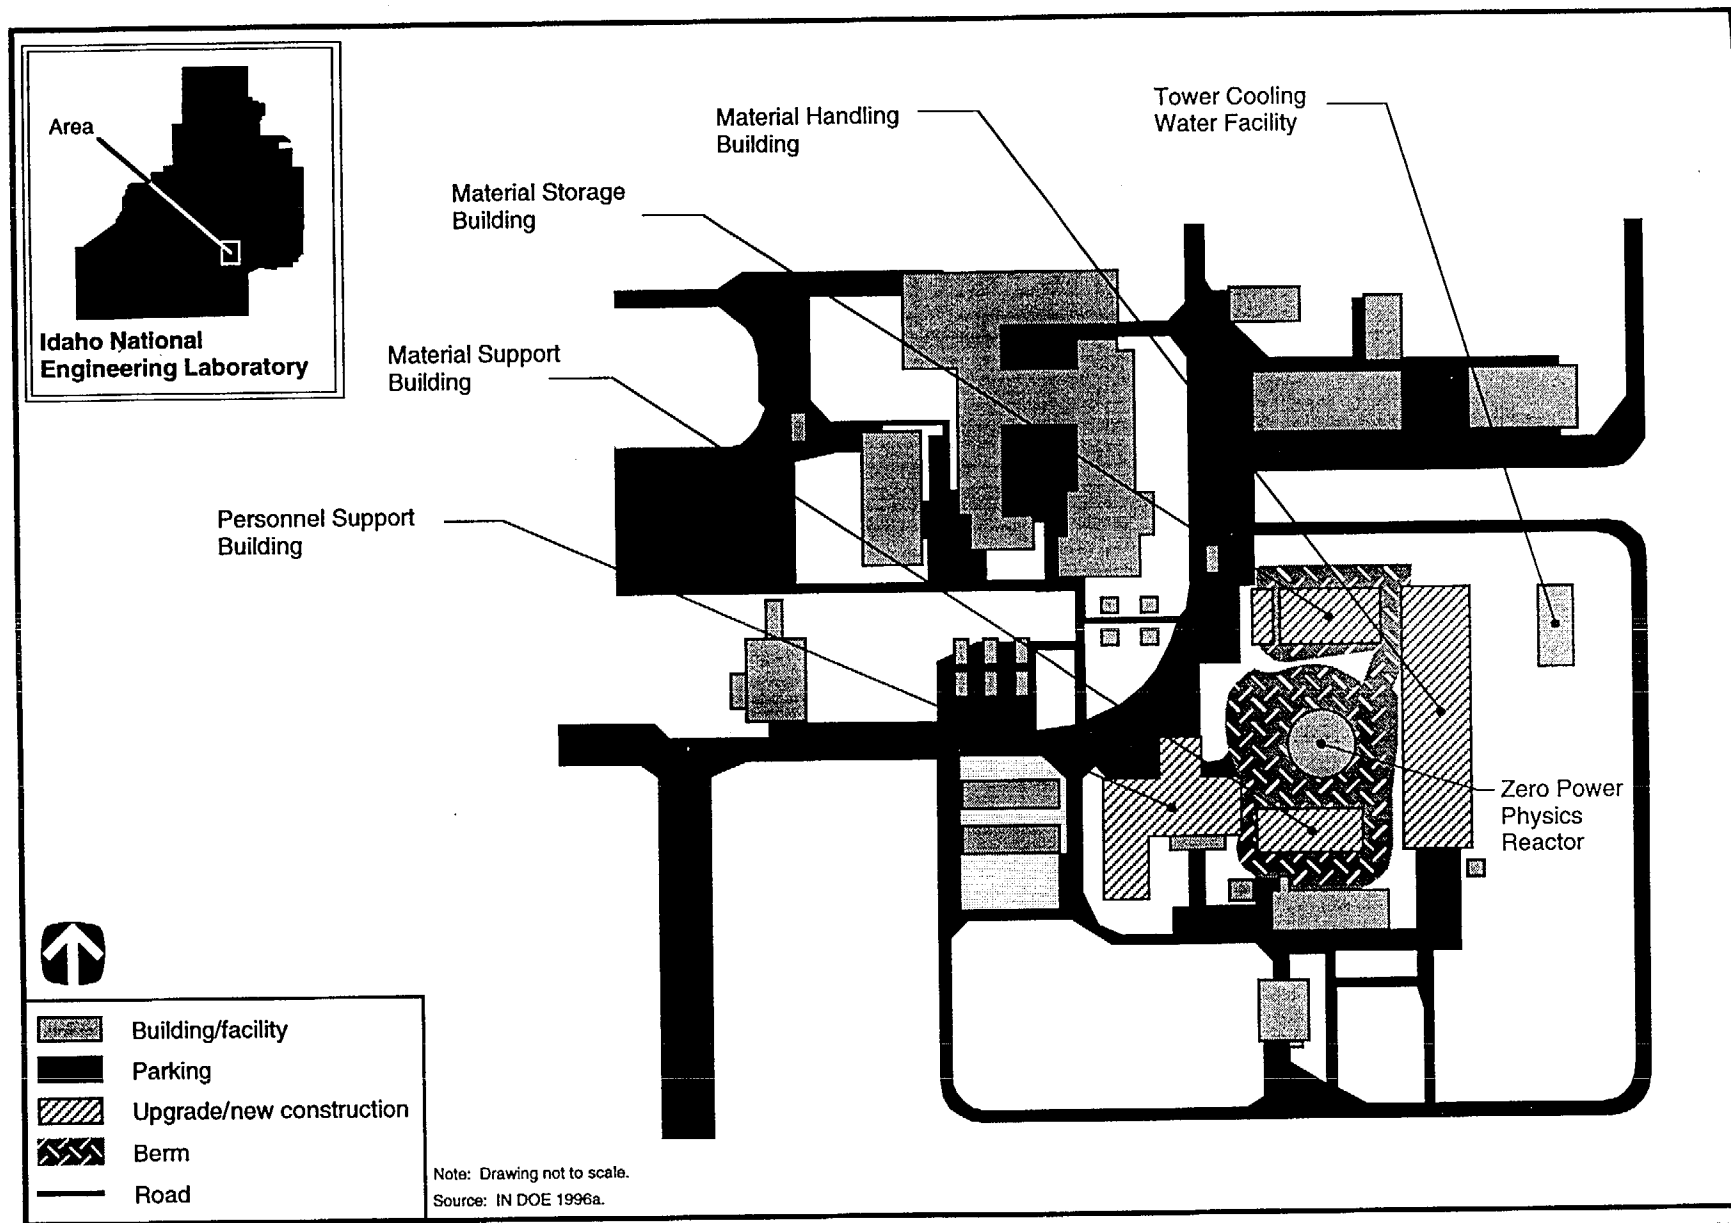 Area
Idaho National
Engineering Laboratory
Material Handling
Building
Tower Cooling
Water Facility
Material Storage
Building
Material Support
Building
Personnel Support
Building
Zero Power
Physics
Reactor
Building/facility
Parking
Upgrade/new construction
Berm
Road
Note: Drawing not to scale.
Source: IN DOE 1996a.